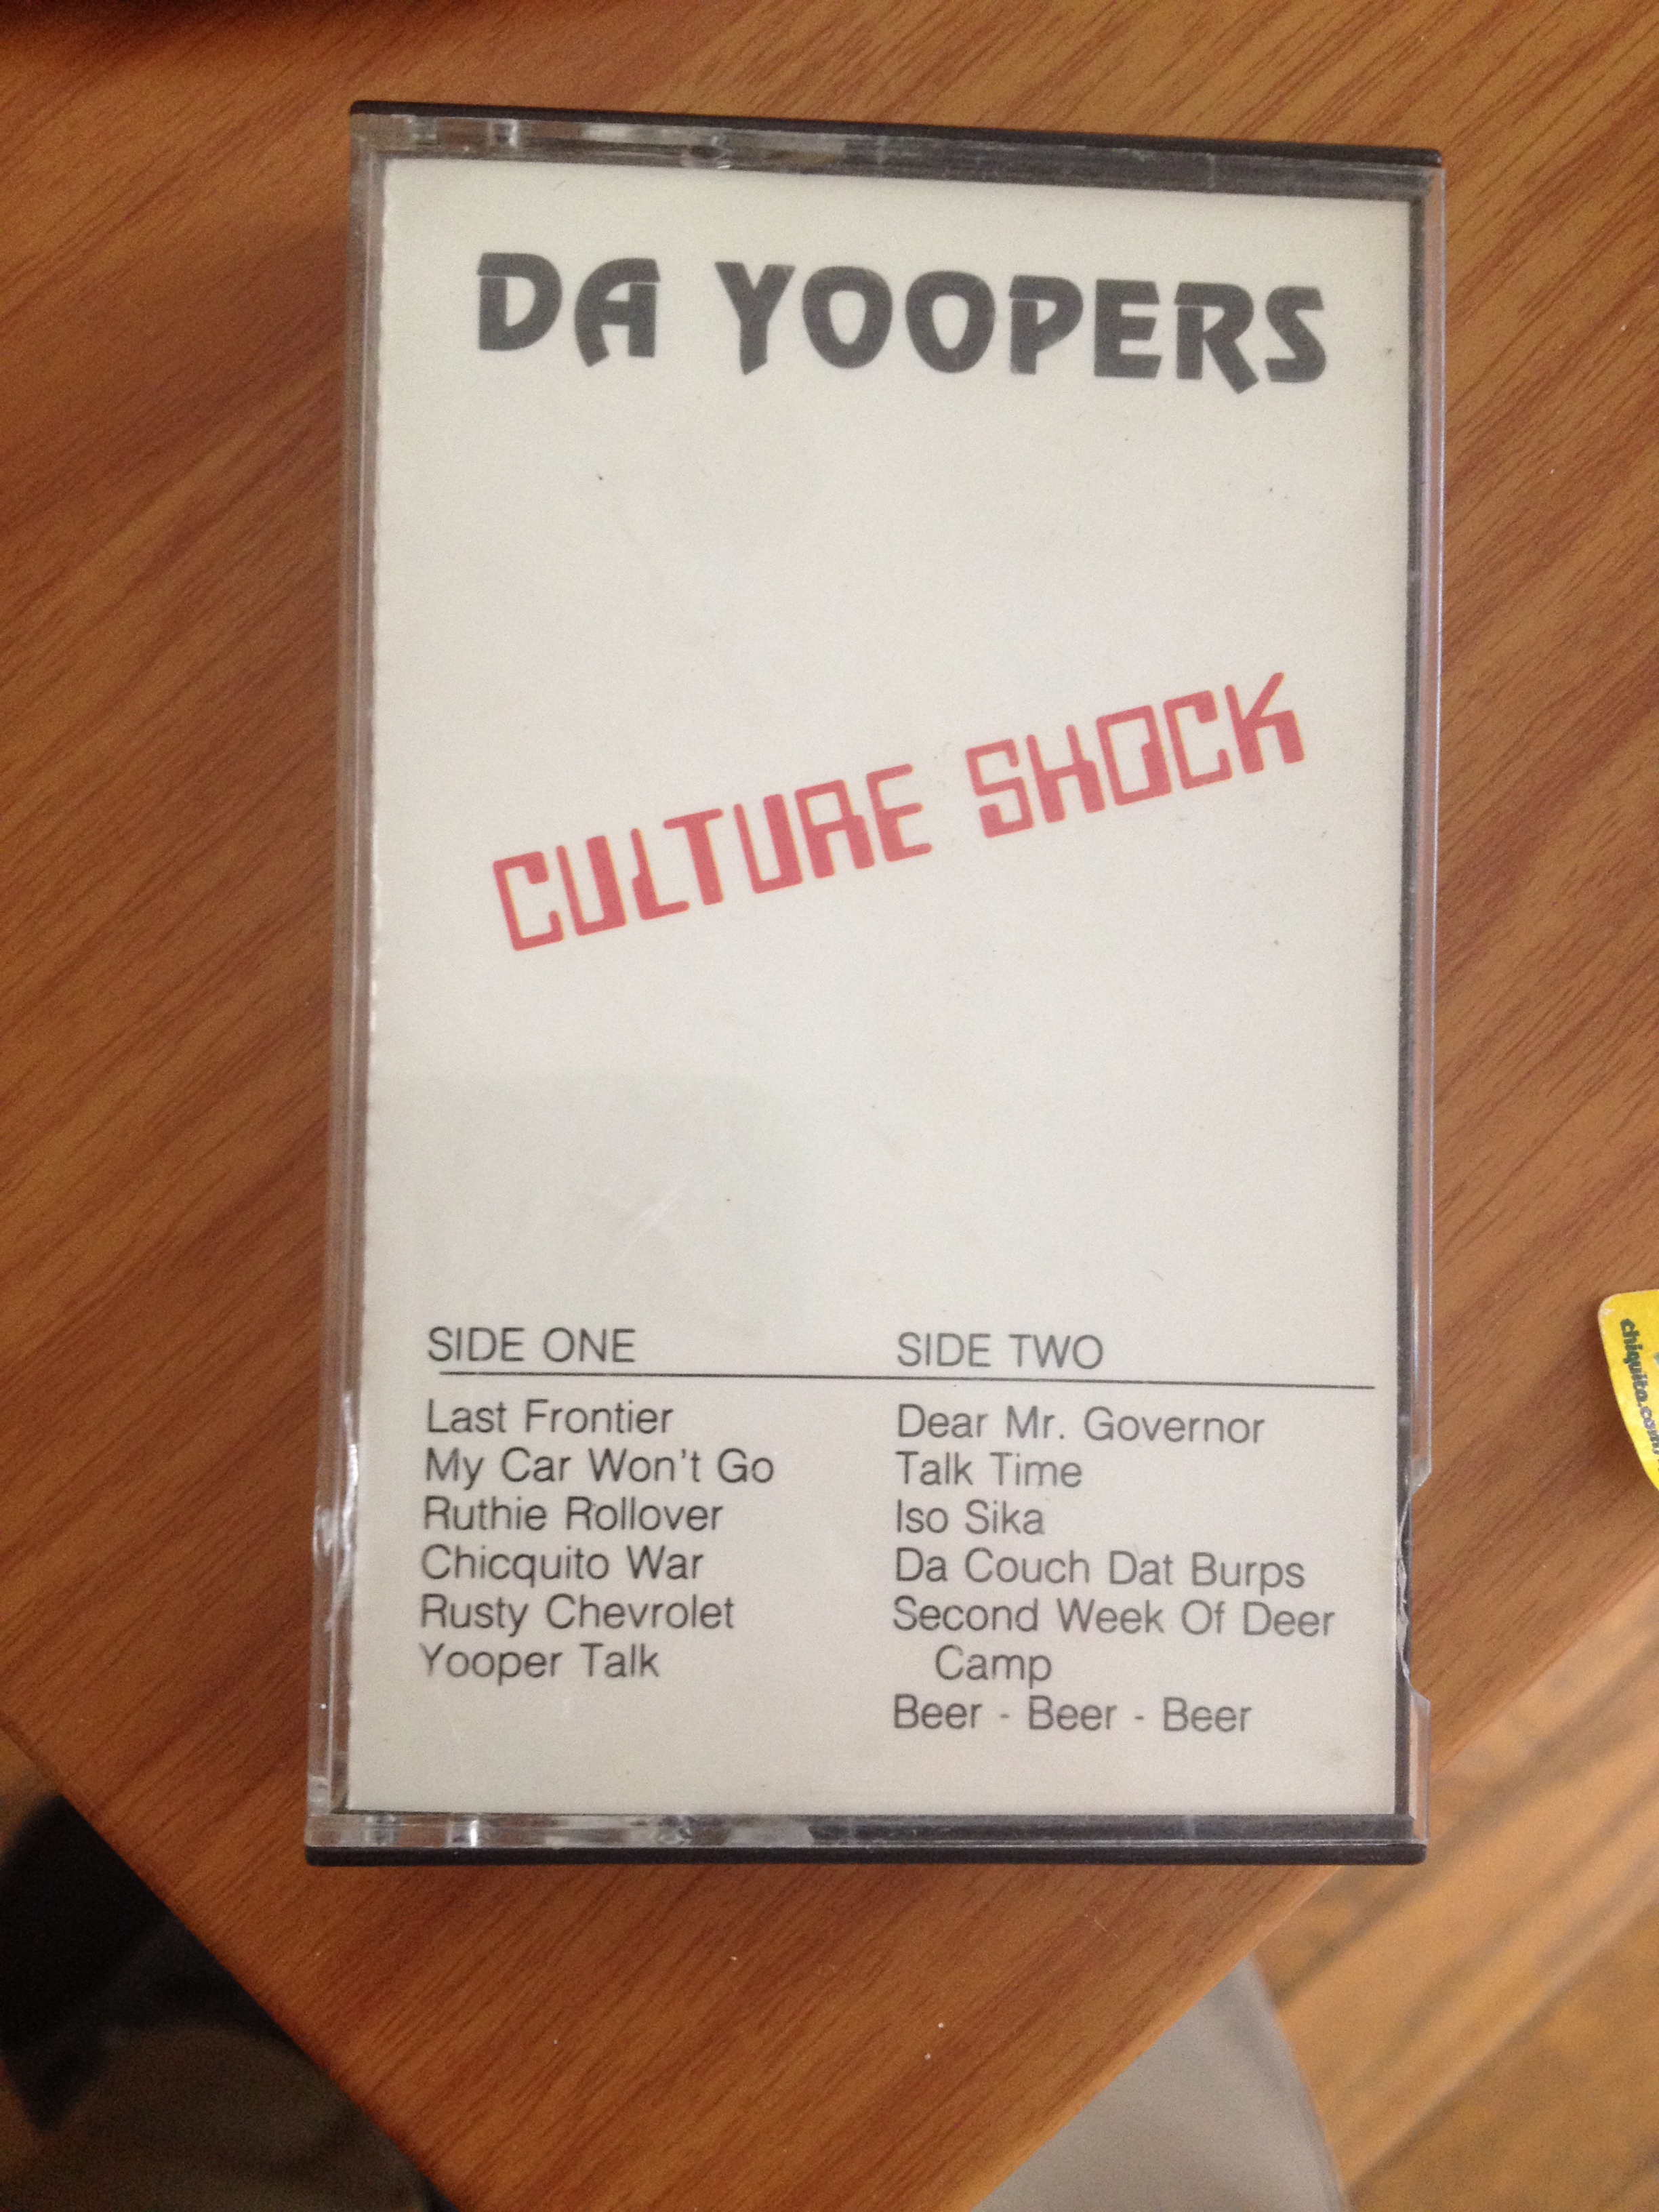 DA YOOPERS
CULTURE SHOCK
SIDE ONE
Last Frontier
My Car Won't Go
Ruthie Rollover
Chicquito War
Rusty Chevrolet
Yooper Talk
SIDE TWO
Dear Mr. Governor
Talk Time
Iso Sika
Da Couch Dat Burps
Second Week Of Deer
Camp
Beer - Beer - Beer
chiquita.com